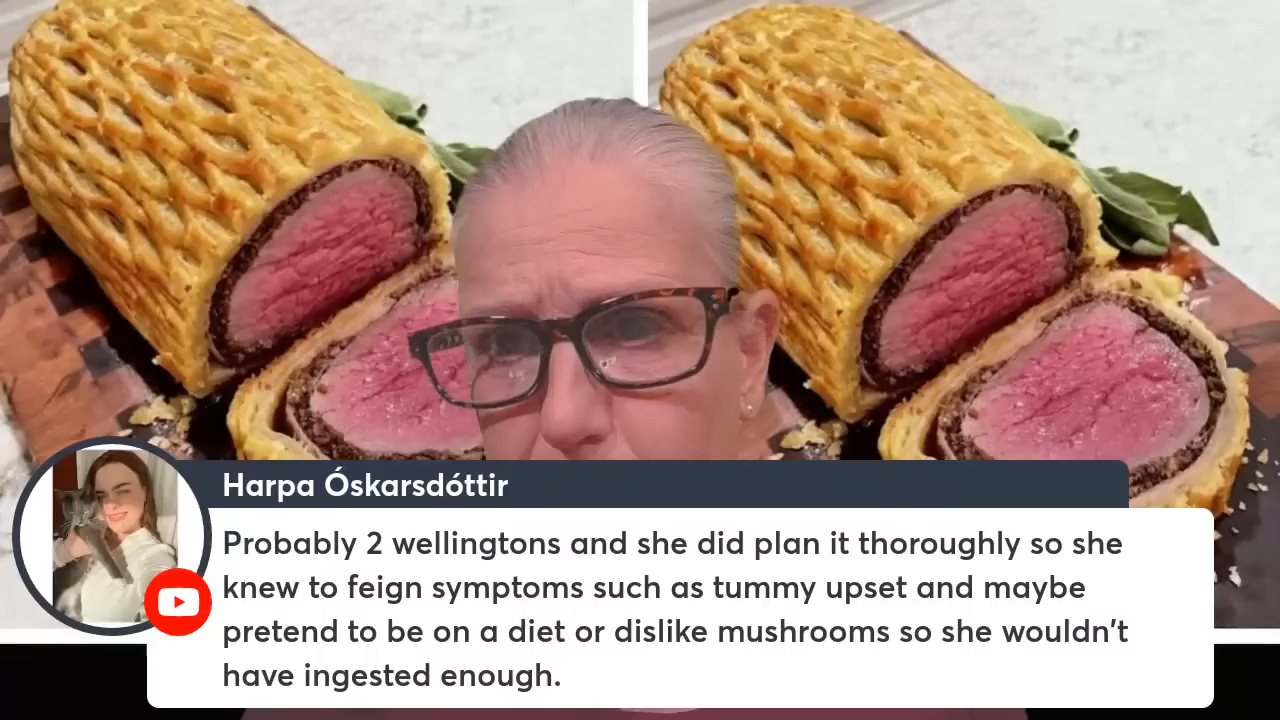 Harpa Óskarsdóttir
Probably 2 wellingtons and she did plan it thoroughly so she
knew to feign symptoms such as tummy upset and maybe
pretend to be on a diet or dislike mushrooms so she wouldn't
have ingested enough.